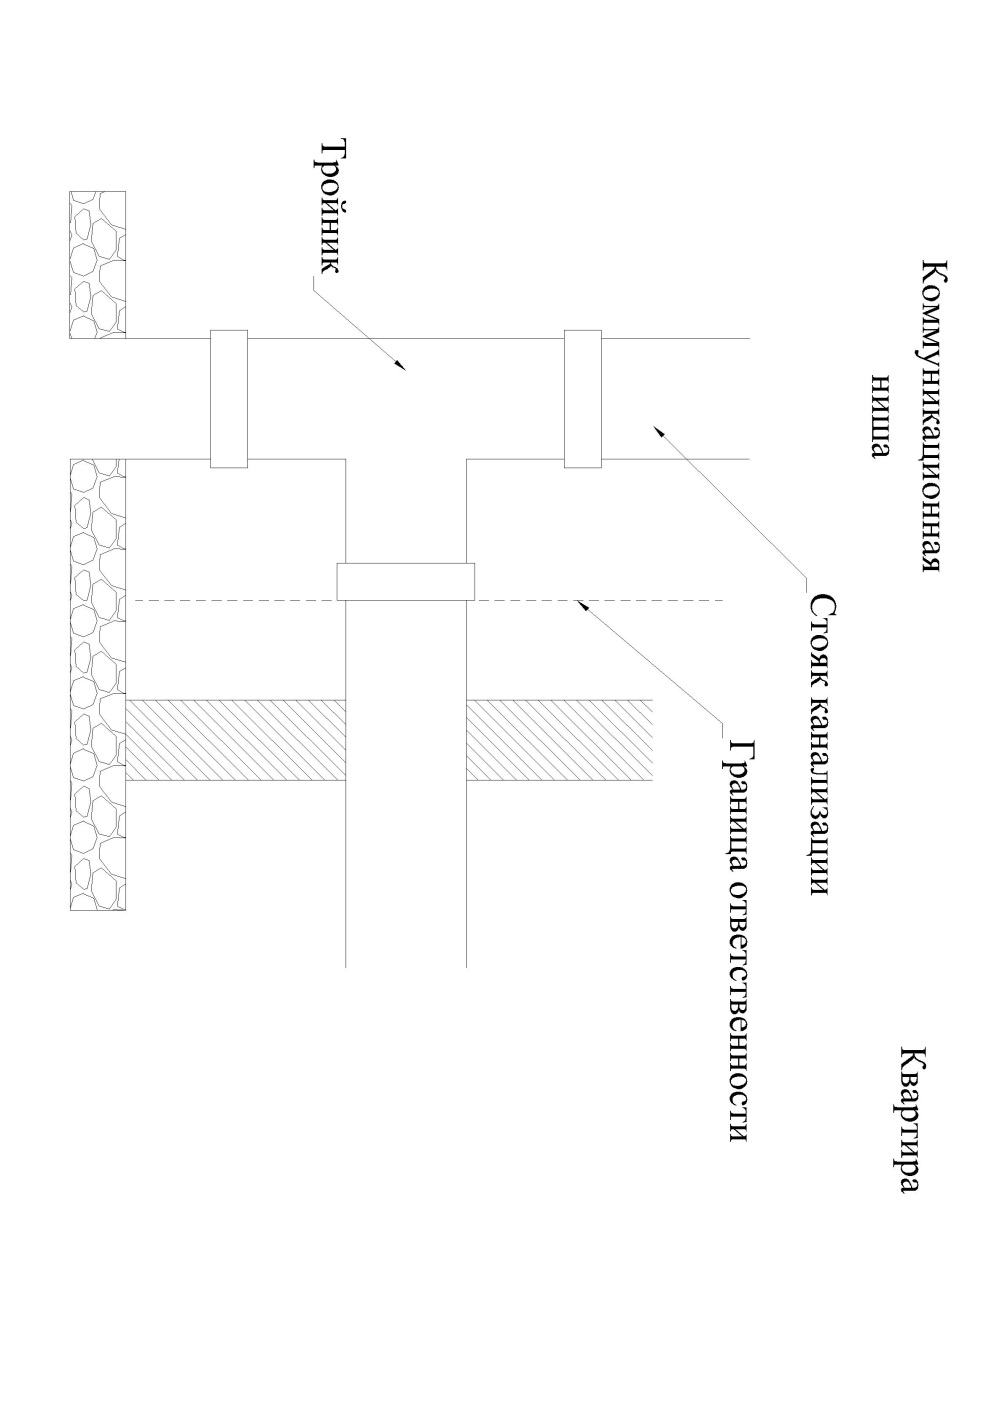 Коммуникационная
ниша
Квартира
Стояк канализации
Граница ответственности
Тройник